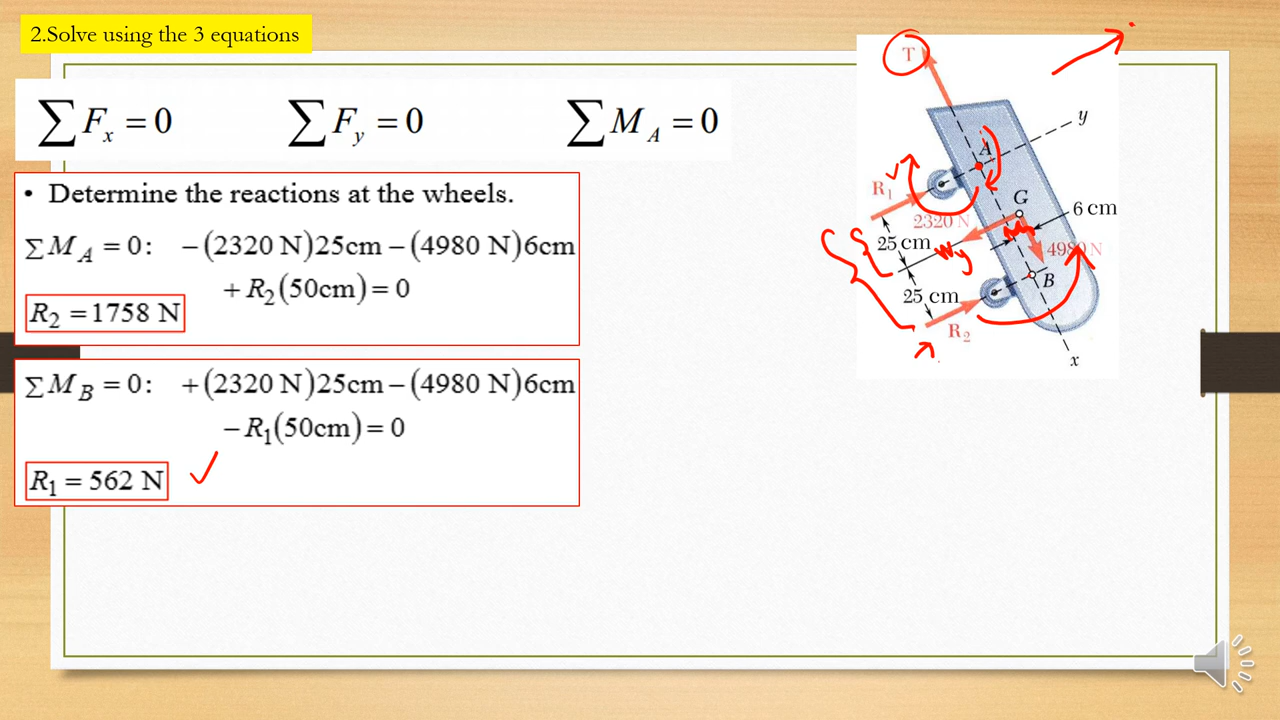 2.Solve using the 3 equations
∑Fx = 0 ∑Fy = 0 ∑MA = 0
• Determine the reactions at the wheels.
∑MA = 0: −(2320 N)25cm −(4980 N)6cm
+ R2(50cm) = 0
R2 = 1758 N
∑MB = 0: +(2320 N)25cm −(4980 N)6cm
− R1(50cm) = 0
R1 = 562 N
T
y
A
R1
G
6 cm
2320 N
25 cm
Wy
4980 N
B
25 cm
R2
x